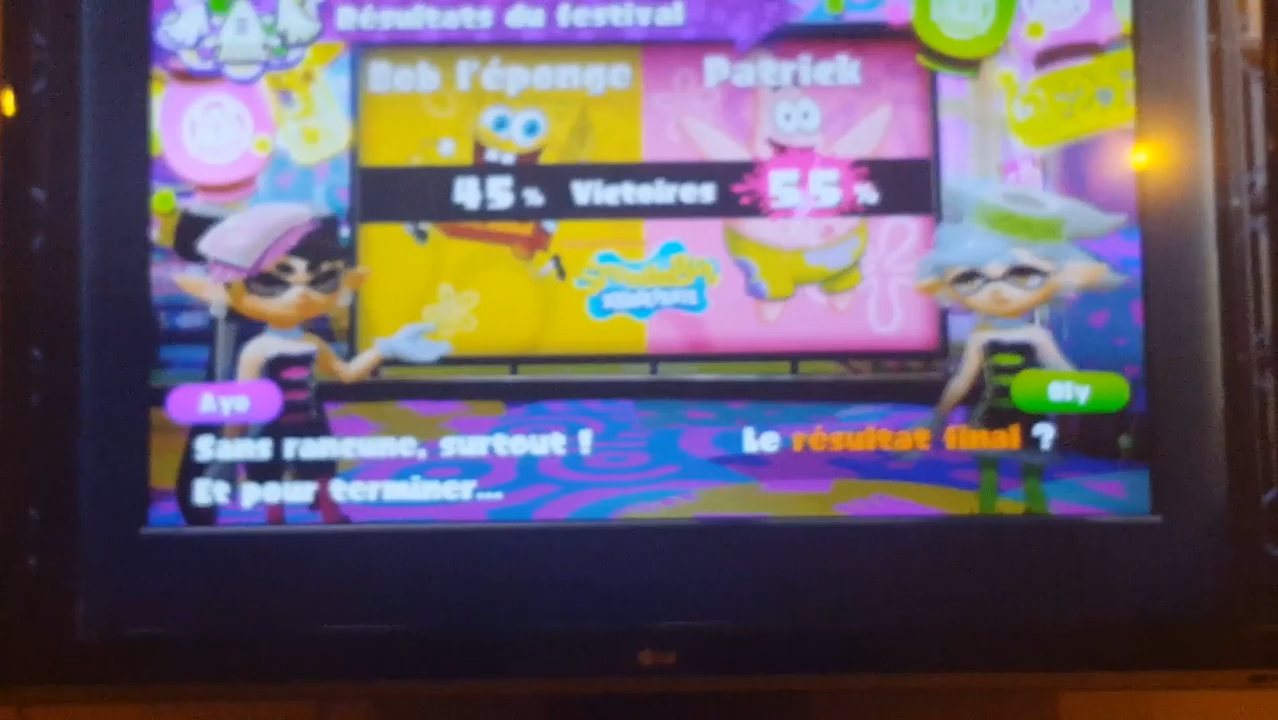 Résultats du festival
Bob l'éponge
Patrick
45 % Victoires 55 %
Ayo
Oly
Sans rancune, surtout !
Et pour terminer...
Le résultat final ?